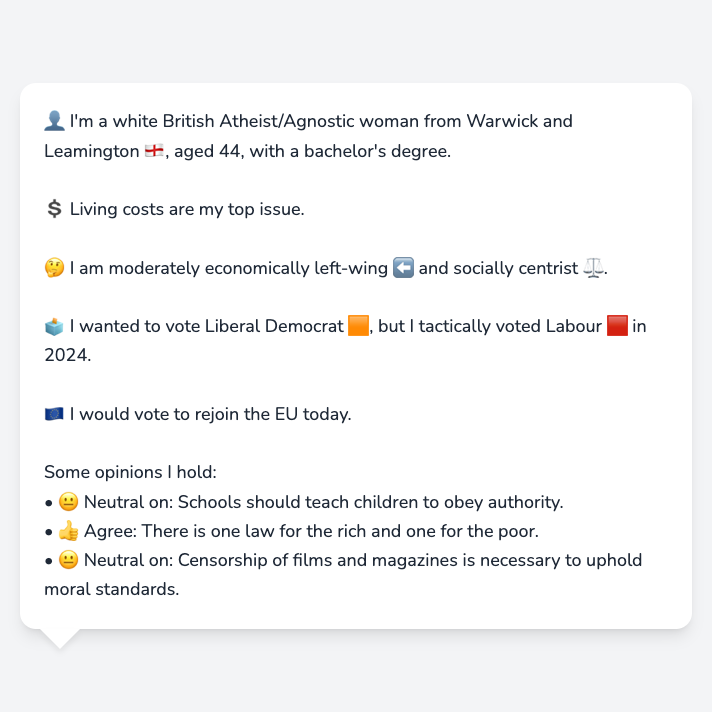 👤 I'm a white British Atheist/Agnostic woman from Warwick and
Leamington 🏴󠁧󠁢󠁥󠁮󠁧󠁿, aged 44, with a bachelor's degree.
💲 Living costs are my top issue.
🤔 I am moderately economically left-wing ⬅️ and socially centrist ⚖️.
🗳️ I wanted to vote Liberal Democrat 🟧, but I tactically voted Labour 🟥 in
2024.
🇪🇺 I would vote to rejoin the EU today.
Some opinions I hold:
• 😐 Neutral on: Schools should teach children to obey authority.
• 👍 Agree: There is one law for the rich and one for the poor.
• 😐 Neutral on: Censorship of films and magazines is necessary to uphold
moral standards.